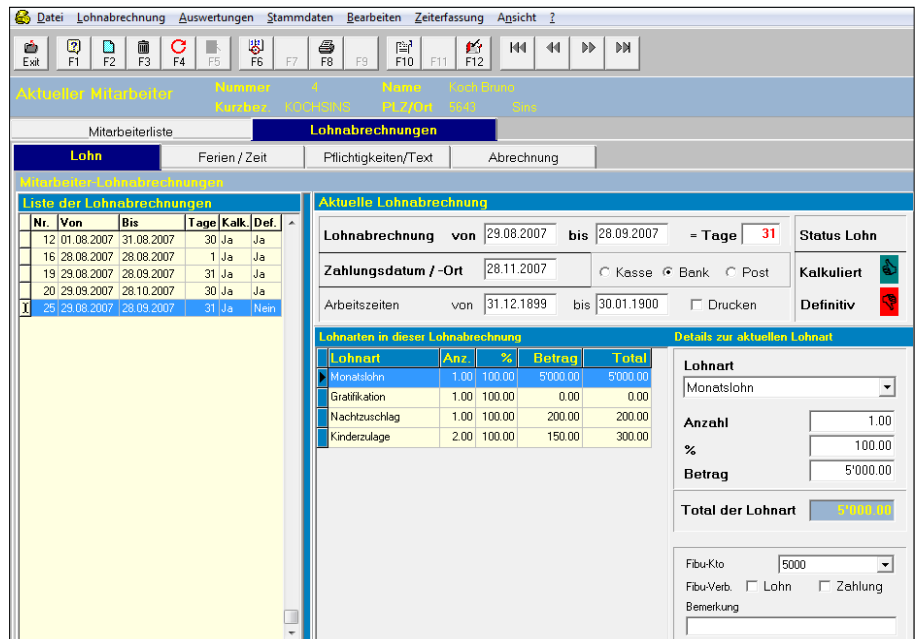 Datei Lohnabrechnung Auswertungen Stammdaten Bearbeiten Zeiterfassung Ansicht ?
Exit F1 F2 F3 F4 F5 F6 F7 F8 F9 F10 F11 F12
Aktueller Mitarbeiter Nummer 4 Name Koch Bruno
Kurzbez. KOCHSINS PLZ/Ort 5643 Sins
Mitarbeiterliste Lohnabrechnungen
Lohn Ferien / Zeit Pflichtigkeiten/Text Abrechnung
Mitarbeiter-Lohnabrechnungen
Liste der Lohnabrechnungen
Nr. Von Bis Tage Kalk. Def.
12 01.08.2007 31.08.2007 30 Ja Ja
16 28.08.2007 28.08.2007 1 Ja Ja
19 29.08.2007 28.09.2007 31 Ja Ja
20 29.09.2007 28.10.2007 30 Ja Ja
25 29.08.2007 28.09.2007 31 Ja Nein
Aktuelle Lohnabrechnung
Lohnabrechnung von 29.08.2007 bis 28.09.2007 = Tage 31 Status Lohn
Zahlungsdatum / -Ort 28.11.2007 Kasse Bank Post Kalkuliert
Arbeitszeiten von 31.12.1899 bis 30.01.1900 Drucken Definitiv
Lohnarten in dieser Lohnabrechnung
Lohnart Anz. % Betrag Total
Monatslohn 1.00 100.00 5'000.00 5'000.00
Gratifikation 1.00 100.00 0.00 0.00
Nachtzuschlag 1.00 100.00 200.00 200.00
Kinderzulage 2.00 100.00 150.00 300.00
Details zur aktuellen Lohnart
Lohnart
Monatslohn
Anzahl 1.00
% 100.00
Betrag 5'000.00
Total der Lohnart 5'000.00
Fibu-Kto 5000
Fibu-Verb. Lohn Zahlung
Bemerkung